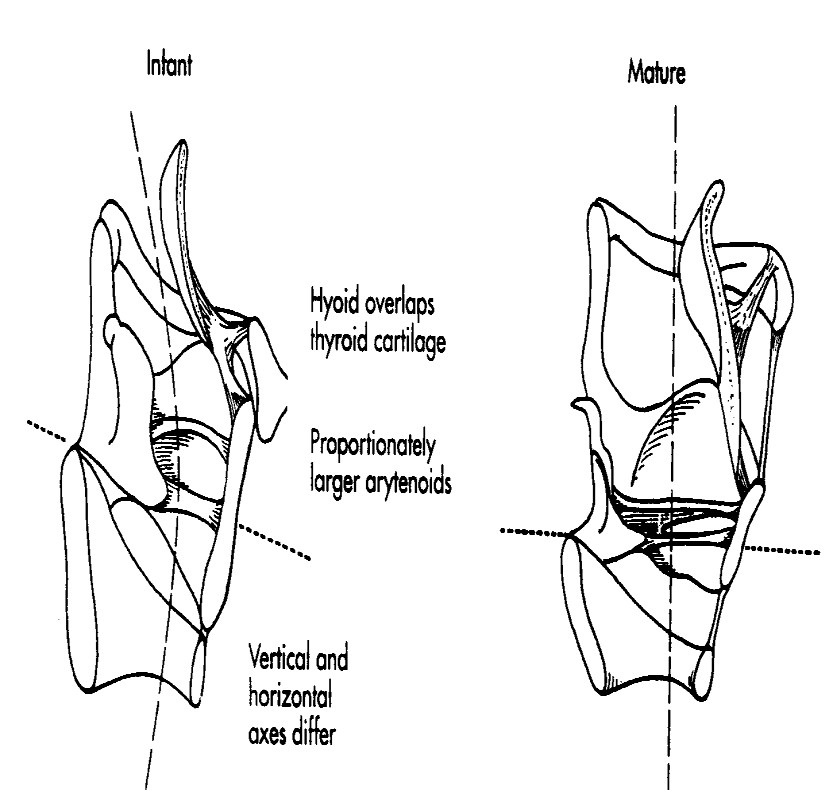 Infant
Mature
Hyoid overlaps
thyroid cartilage
Proportionately
larger arytenoids
Vertical and
horizontal
axes differ